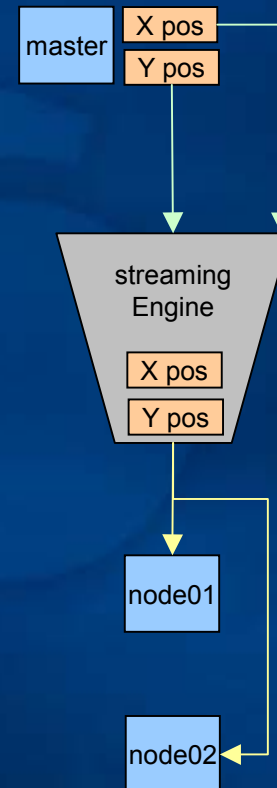 master
X pos
Y pos
streaming
Engine
X pos
Y pos
node01
node02